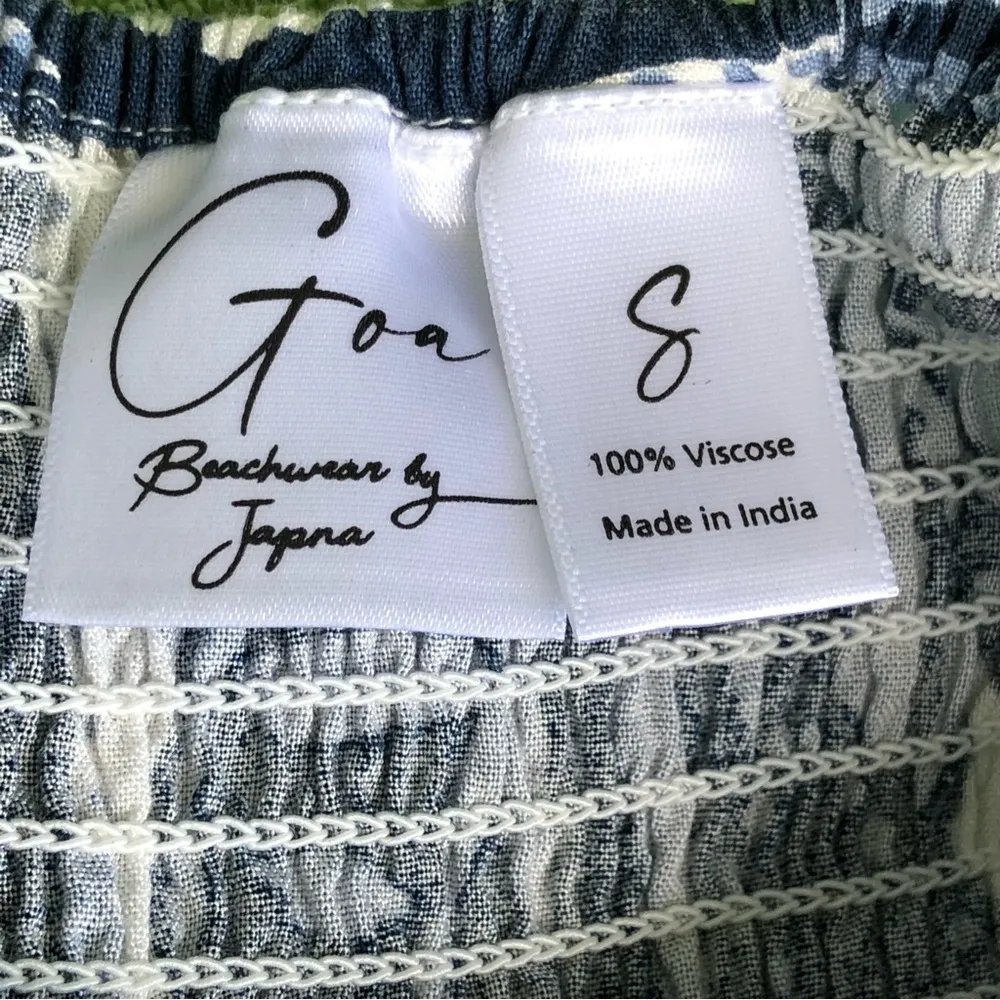 Goa
Beachwear by
Japna
S
100% Viscose
Made in India